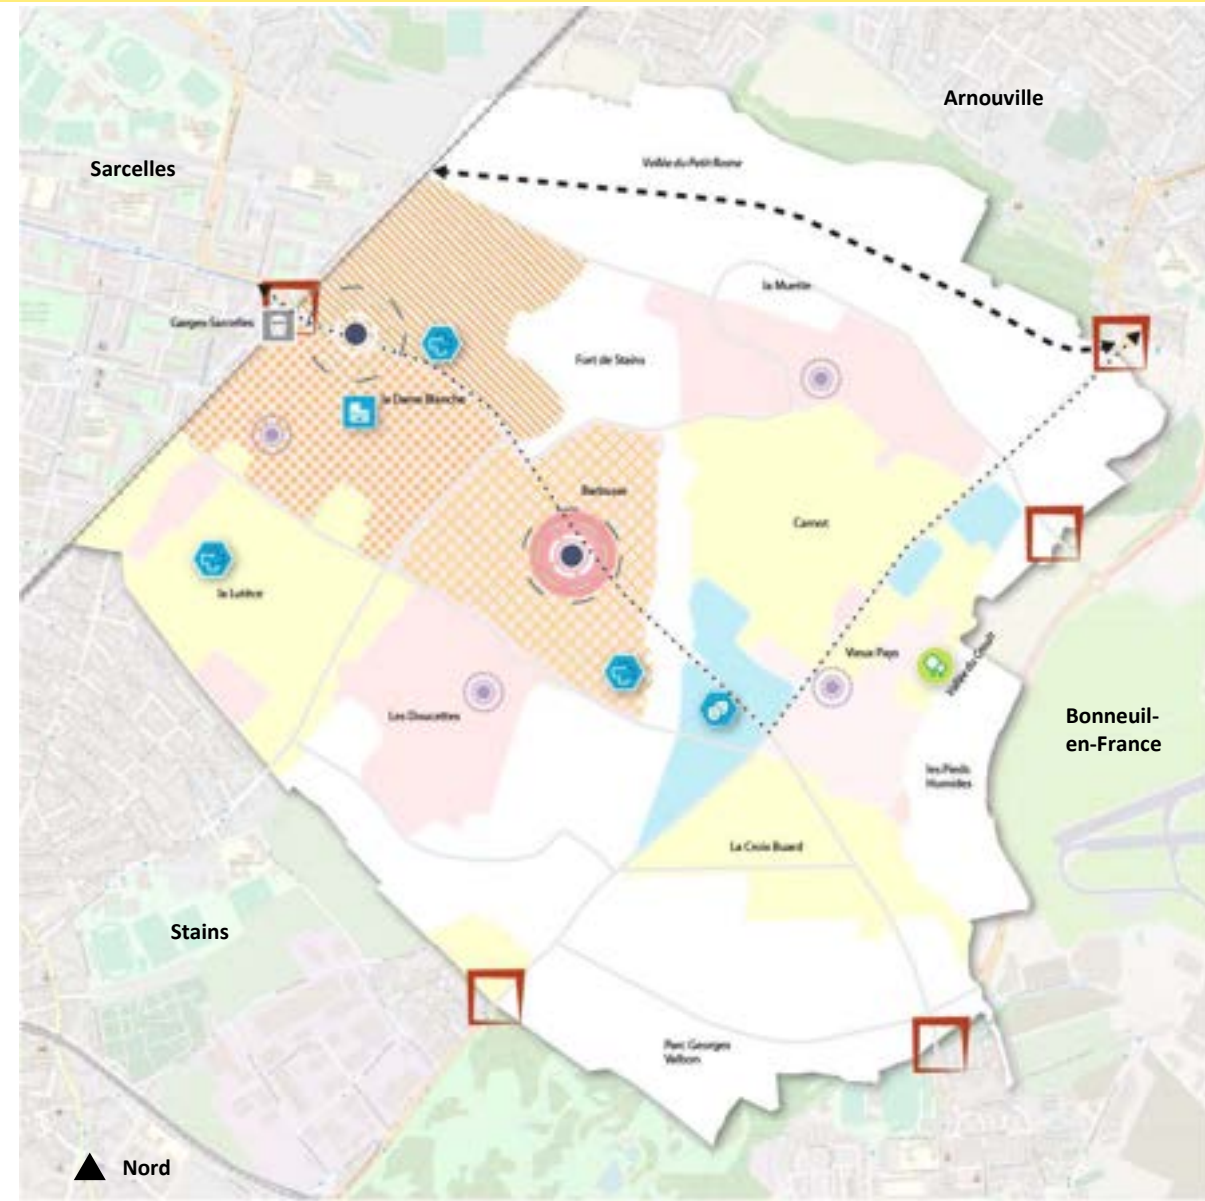 Arnouville
Sarcelles
Vallée du Petit Rosne
la Muette
Garges-Sarcelles
Fort de Stains
la Dame Blanche
Barbusse
Carnot
la Lutèce
Vieux Pays
Vallée du Croult
Les Doucettes
Bonneuil-
en-France
les Pieds
Humides
La Croix Buard
Stains
Parc Georges
Valbon
Nord